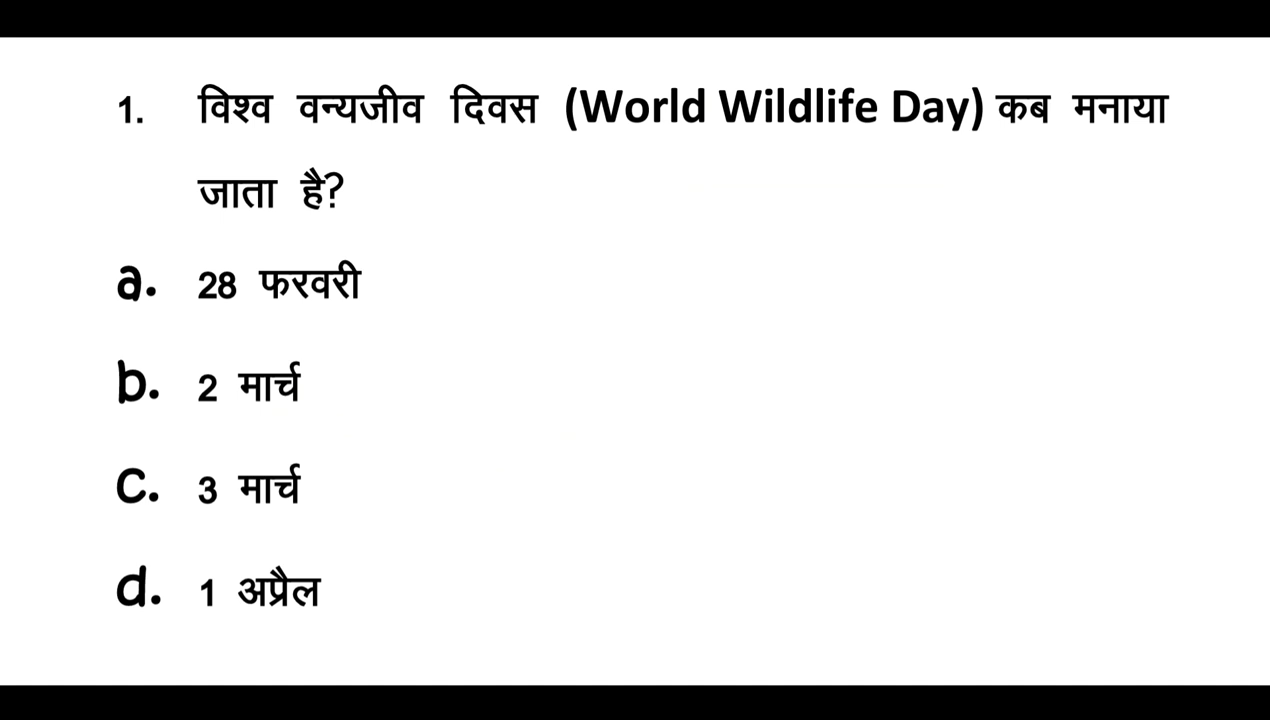 1. विश्व वन्यजीव दिवस (World Wildlife Day) कब मनाया
जाता है?
a. 28 फरवरी
b. 2 मार्च
c. 3 मार्च
d. 1 अप्रैल